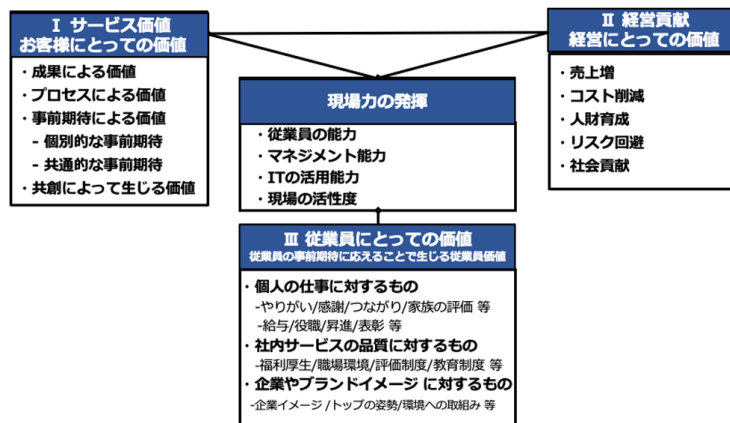 Ⅰ サービス価値
お客様にとっての価値
・成果による価値
・プロセスによる価値
・事前期待による価値
- 個別的な事前期待
- 共通的な事前期待
・共創によって生じる価値
現場力の発揮
・従業員の能力
・マネジメント能力
・ITの活用能力
・現場の活性度
Ⅱ 経営貢献
経営にとっての価値
・売上増
・コスト削減
・人財育成
・リスク回避
・社会貢献
Ⅲ 従業員にとっての価値
従業員の事前期待に応えることで生じる従業員価値
・個人の仕事に対するもの
-やりがい/感謝/つながり/家族の評価 等
-給与/役職/昇進/表彰 等
・社内サービスの品質に対するもの
-福利厚生/職場環境/評価制度/教育制度 等
・企業やブランドイメージ に対するもの
-企業イメージ /トップの姿勢/環境への取組み 等